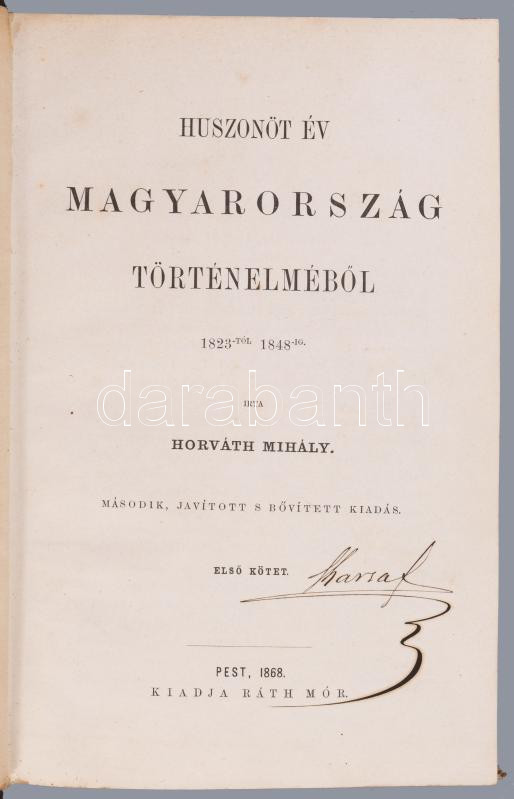 HUSZONÖT ÉV
MAGYARORSZÁG
TÖRTÉNELMÉBŐL
1823-TÓL 1848-IG.
darabanth
IRTA
HORVÁTH MIHÁLY.
MÁSODIK, JAVÍTOTT S BŐVÍTETT KIADÁS.
ELSŐ KÖTET.
PEST, 1868.
KIADJA RÁTH MÓR.